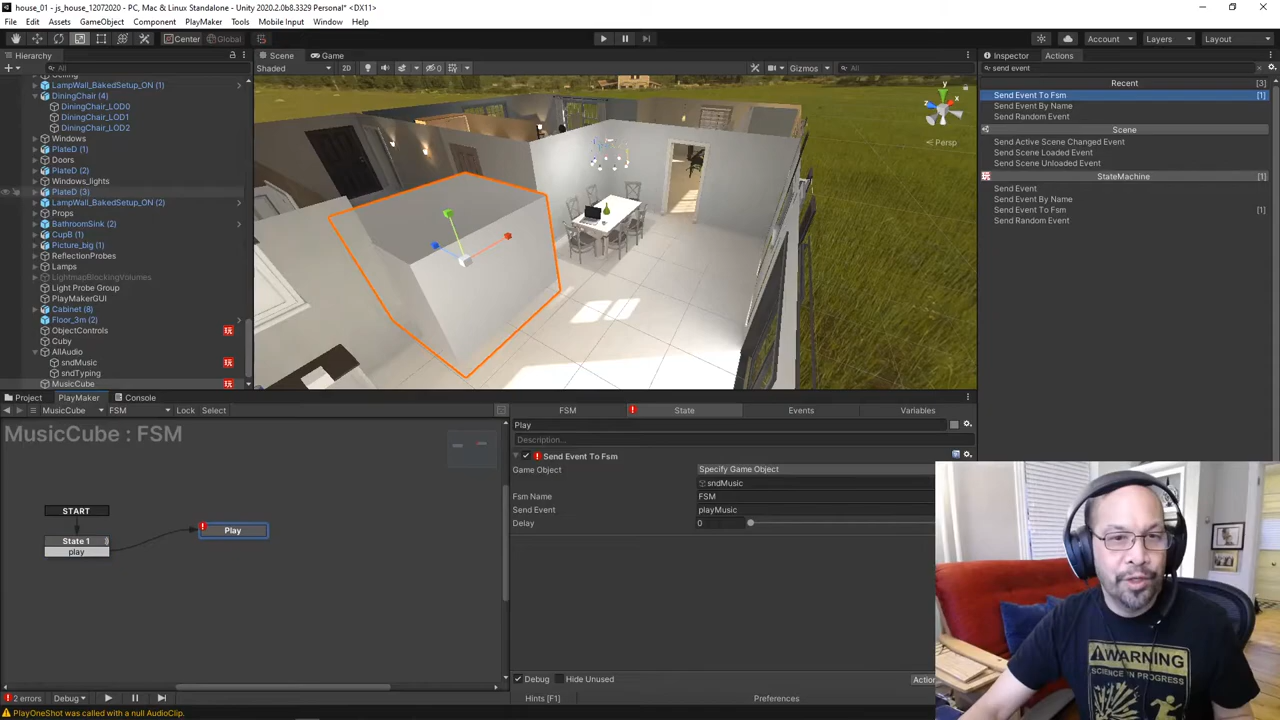 house_01 - js_house_12072020 - PC, Mac & Linux Standalone - Unity 2020.2.0b8.3329 Personal* <DX11>
File Edit Assets GameObject Component PlayMaker Tools Mobile Input Window Help
Center Global Account Layers Layout
Hierarchy Scene Game Inspector Actions
All
Shaded 2D 0 Gizmos All
send event
Recent [3]
Send Event To Fsm [1]
Send Event By Name
Send Random Event
Scene
Send Active Scene Changed Event
Send Scene Loaded Event
Send Scene Unloaded Event
StateMachine [1]
Send Event
Send Event By Name
Send Event To Fsm [1]
Send Random Event
LampWall_BakedSetup_ON (1)
DiningChair (4)
DiningChair_LOD0
DiningChair_LOD1
DiningChair_LOD2
Windows
PlateD (1)
Doors
PlateD (2)
Windows_lights
PlateD (3)
LampWall_BakedSetup_ON (2)
Props
BathroomSink (2)
CupB (1)
Picture_big (1)
ReflectionProbes
Lamps
LightmapBlockingVolumes
Light Probe Group
PlayMakerGUI
Cabinet (8)
Floor_3m (2)
ObjectControls
Cuby
AllAudio
sndMusic
sndTyping
MusicCube
y
x
z
Persp
Project PlayMaker Console
MusicCube FSM Lock Select
MusicCube : FSM
START
State 1
play
Play
FSM State Events Variables
Play
Description...
Send Event To Fsm
Game Object Specify Game Object
sndMusic
Fsm Name FSM
Send Event playMusic
Delay 0
Debug Hide Unused Action
2 errors Debug Hints [F1] Preferences
PlayOneShot was called with a null AudioClip.
WARNING
SCIENCE IN PROGRESS